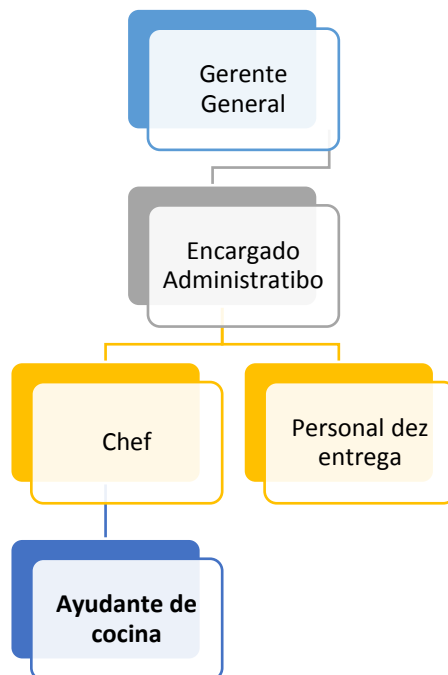 Gerente
General
Encargado
Administratibo
Chef
Personal dez
entrega
Ayudante de
cocina